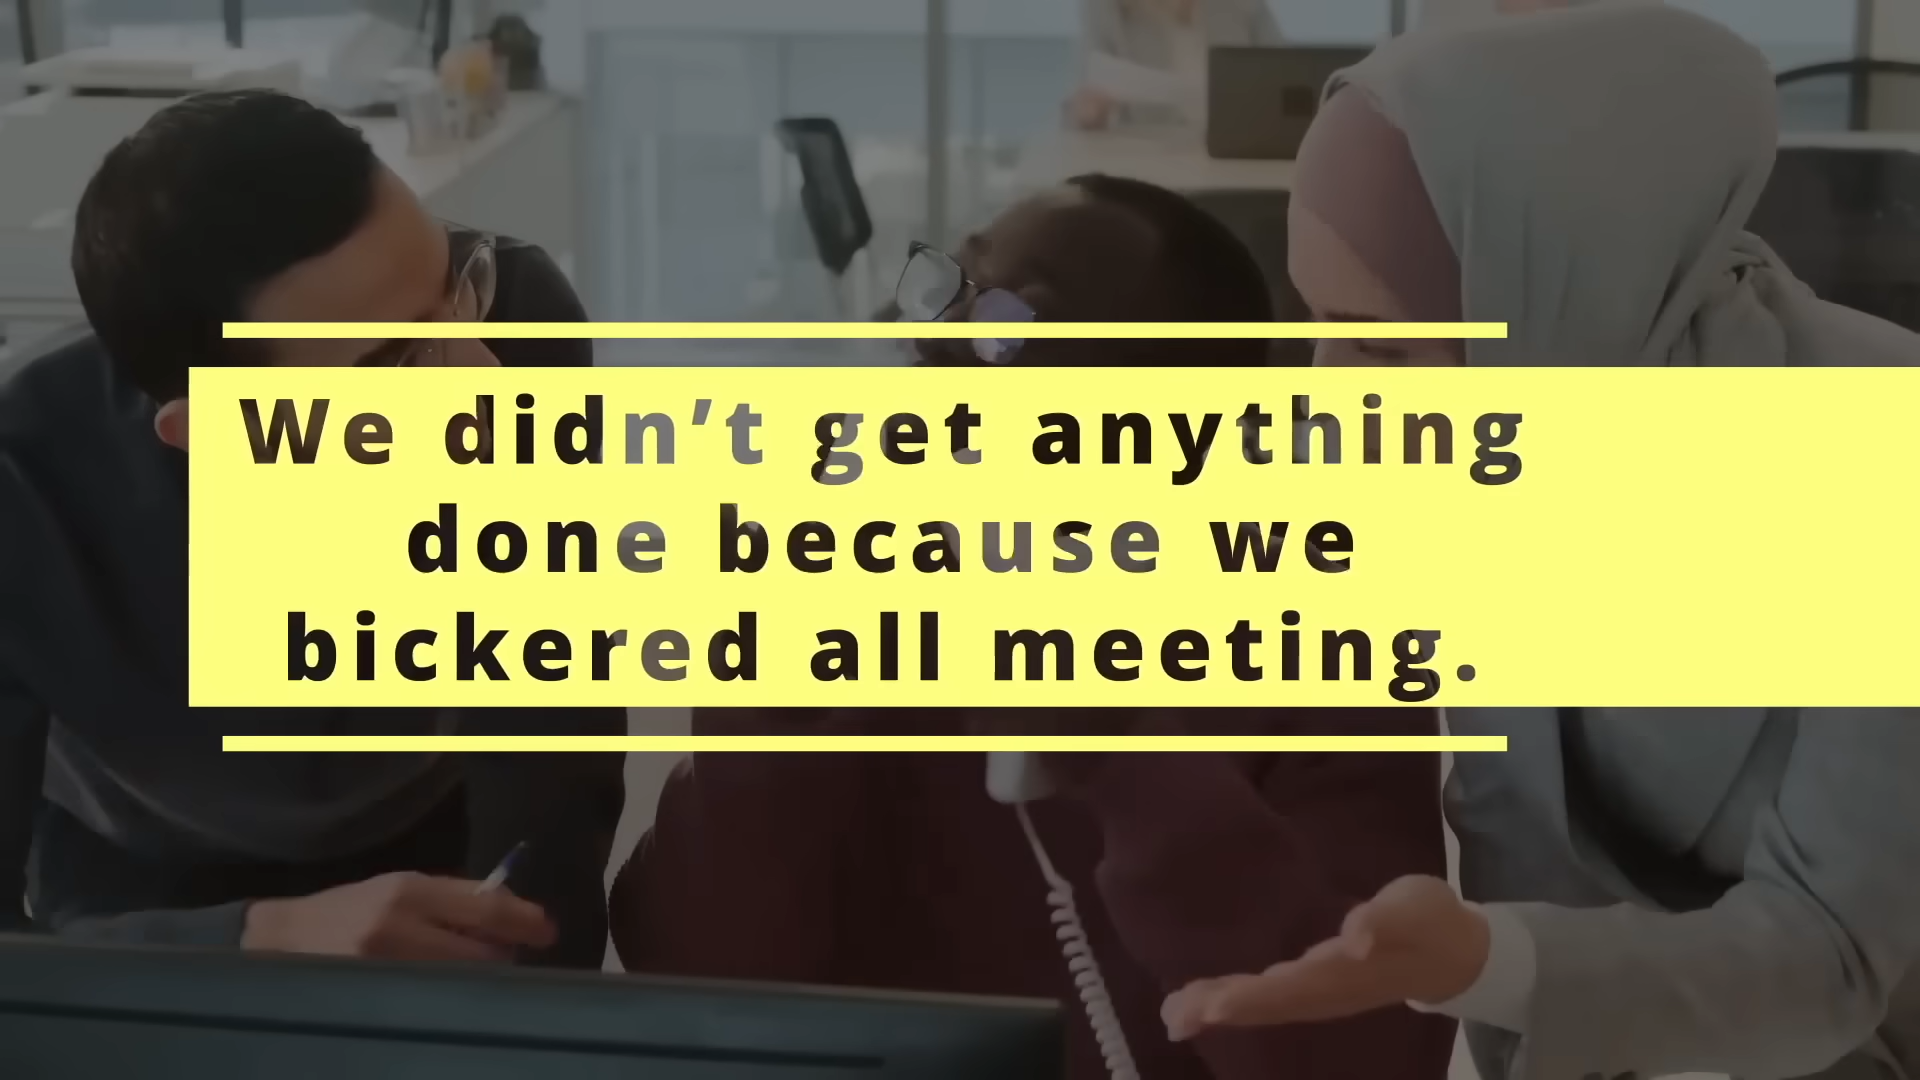 We didn’t get anything
done because we
bickered all meeting.